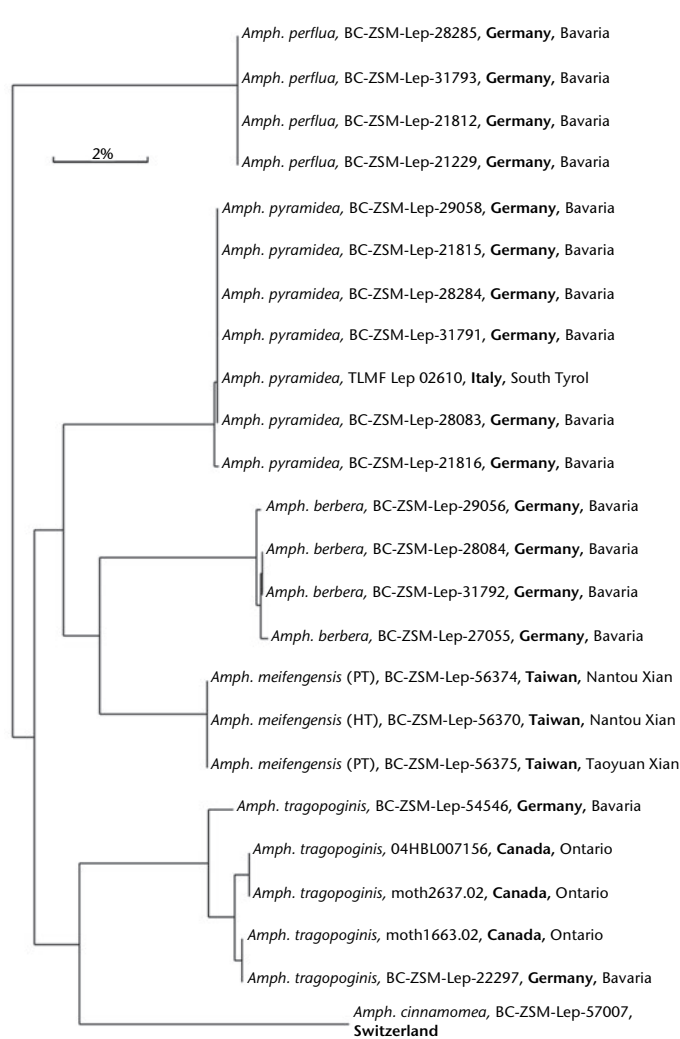 Amph. perflua, BC-ZSM-Lep-28285, Germany, Bavaria
Amph. perflua, BC-ZSM-Lep-31793, Germany, Bavaria
Amph. perflua, BC-ZSM-Lep-21812, Germany, Bavaria
2%
Amph. perflua, BC-ZSM-Lep-21229, Germany, Bavaria
Amph. pyramidea, BC-ZSM-Lep-29058, Germany, Bavaria
Amph. pyramidea, BC-ZSM-Lep-21815, Germany, Bavaria
Amph. pyramidea, BC-ZSM-Lep-28284, Germany, Bavaria
Amph. pyramidea, BC-ZSM-Lep-31791, Germany, Bavaria
Amph. pyramidea, TLMF Lep 02610, Italy, South Tyrol
Amph. pyramidea, BC-ZSM-Lep-28083, Germany, Bavaria
Amph. pyramidea, BC-ZSM-Lep-21816, Germany, Bavaria
Amph. berbera, BC-ZSM-Lep-29056, Germany, Bavaria
Amph. berbera, BC-ZSM-Lep-28084, Germany, Bavaria
Amph. berbera, BC-ZSM-Lep-31792, Germany, Bavaria
Amph. berbera, BC-ZSM-Lep-27055, Germany, Bavaria
Amph. meifengensis (PT), BC-ZSM-Lep-56374, Taiwan, Nantou Xian
Amph. meifengensis (HT), BC-ZSM-Lep-56370, Taiwan, Nantou Xian
Amph. meifengensis (PT), BC-ZSM-Lep-56375, Taiwan, Taoyuan Xian
Amph. tragopoginis, BC-ZSM-Lep-54546, Germany, Bavaria
Amph. tragopoginis, 04HBL007156, Canada, Ontario
Amph. tragopoginis, moth2637.02, Canada, Ontario
Amph. tragopoginis, moth1663.02, Canada, Ontario
Amph. tragopoginis, BC-ZSM-Lep-22297, Germany, Bavaria
Amph. cinnamomea, BC-ZSM-Lep-57007,
Switzerland